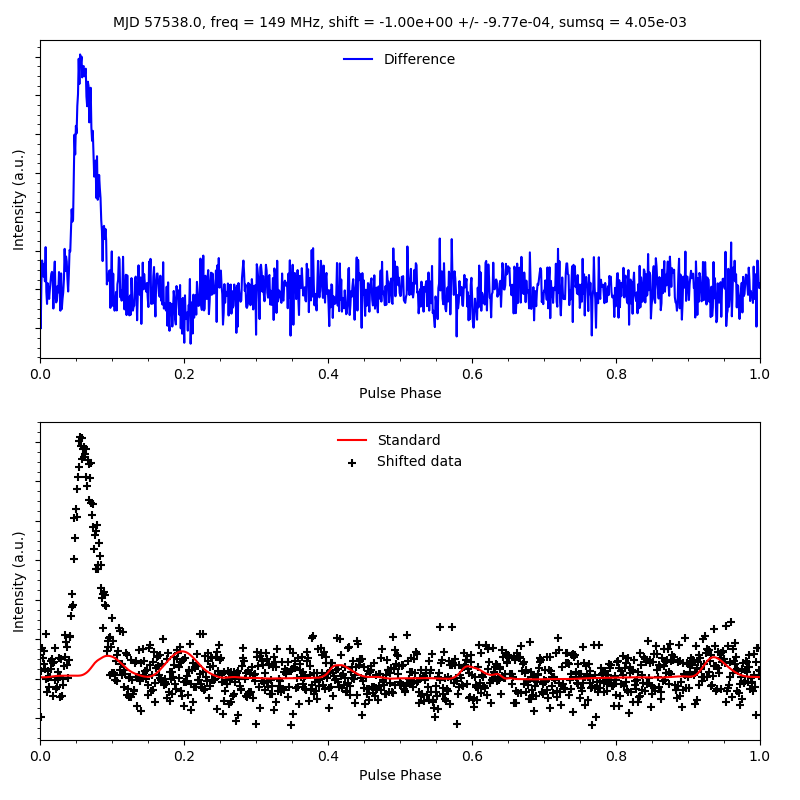 MJD 57538.0, freq = 149 MHz, shift = -1.00e+00 +/- -9.77e-04, sumsq = 4.05e-03
Difference
Intensity (a.u.)
0.0 0.2 0.4 0.6 0.8 1.0
Pulse Phase
Standard
Shifted data
Intensity (a.u.)
0.0 0.2 0.4 0.6 0.8 1.0
Pulse Phase